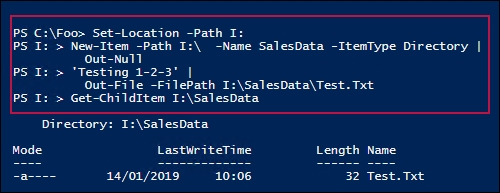 PS C:\Foo> Set-Location -Path I:
PS I: > New-Item -Path I:\ -Name SalesData -ItemType Directory |
Out-Null
PS I: > 'Testing 1-2-3' |
Out-File -FilePath I:\SalesData\Test.Txt
PS I: > Get-ChildItem I:\SalesData
Directory: I:\SalesData
Mode LastWriteTime Length Name
---- ------------- ------ ----
-a---- 14/01/2019 10:06 32 Test.Txt